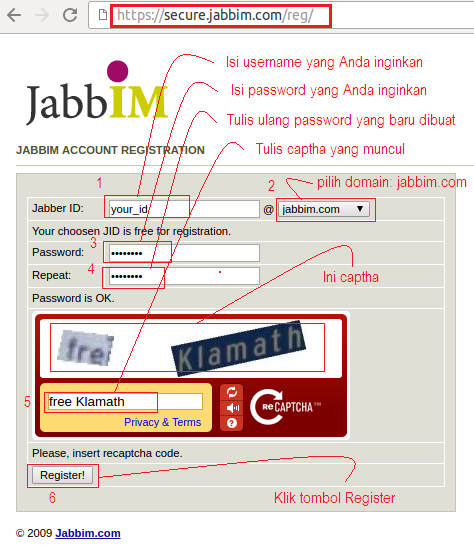 https://secure.jabbim.com/reg/
Isi username yang Anda inginkan
JabbIM
Isi password yang Anda inginkan
Tulis ulang password yang baru dibuat
JABBIM ACCOUNT REGISTRATION
Tulis captha yang muncul
1
2
pilih domain: jabbim.com
Jabber ID: your_id @ jabbim.com
Your choosen JID is free for registration.
3
Password: ••••••••
4
Repeat: ••••••••
Ini captha
Password is OK.
free Klamath
5
free Klamath
reCAPTCHA™
Privacy & Terms
Please, insert recaptcha code.
Register!
6
Klik tombol Register
© 2009 Jabbim.com